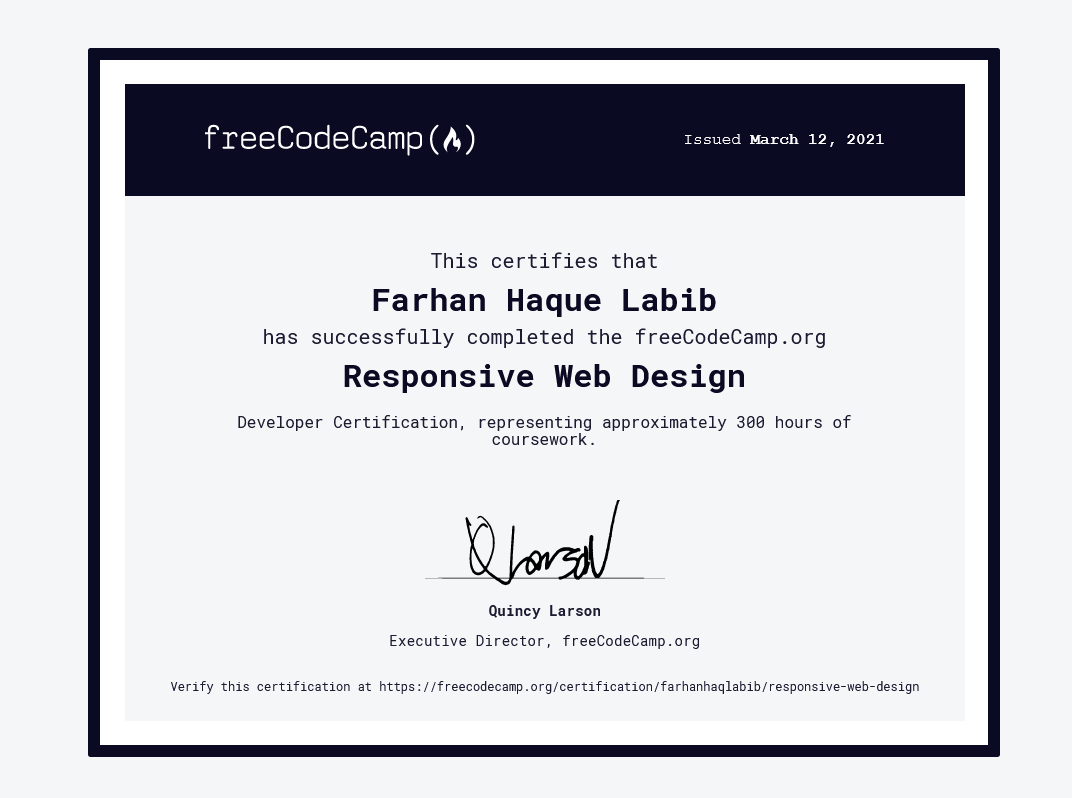 freeCodeCamp
Issued March 12, 2021
This certifies that
Farhan Haque Labib
has successfully completed the freeCodeCamp.org
Responsive Web Design
Developer Certification, representing approximately 300 hours of
coursework.
Q Larson
Quincy Larson
Executive Director, freeCodeCamp.org
Verify this certification at https://freecodecamp.org/certification/farhanhaqlabib/responsive-web-design